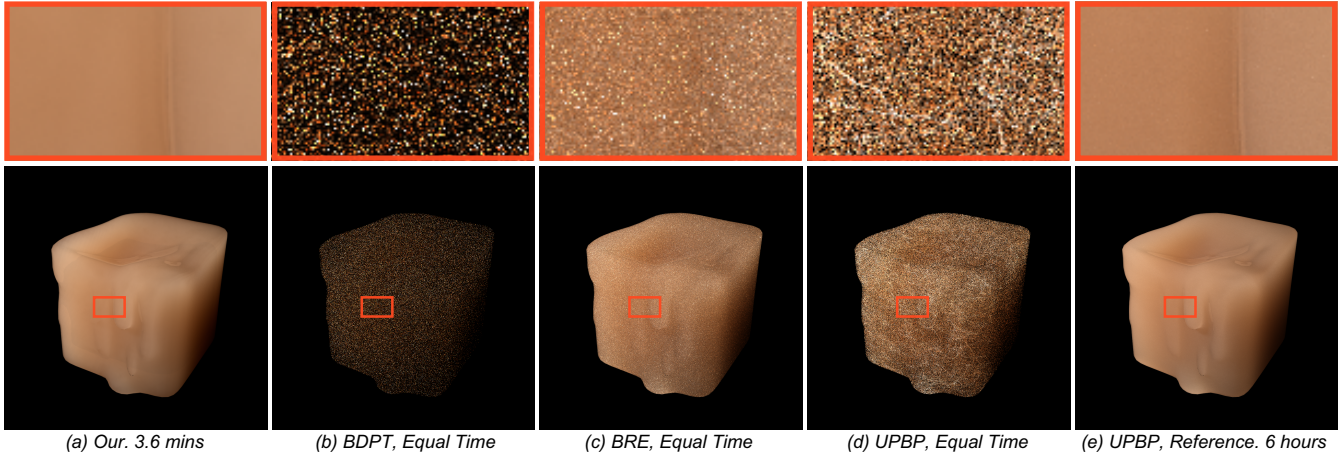 (a) Our. 3.6 mins
(b) BDPT, Equal Time
(c) BRE, Equal Time
(d) UPBP, Equal Time
(e) UPBP, Reference. 6 hours